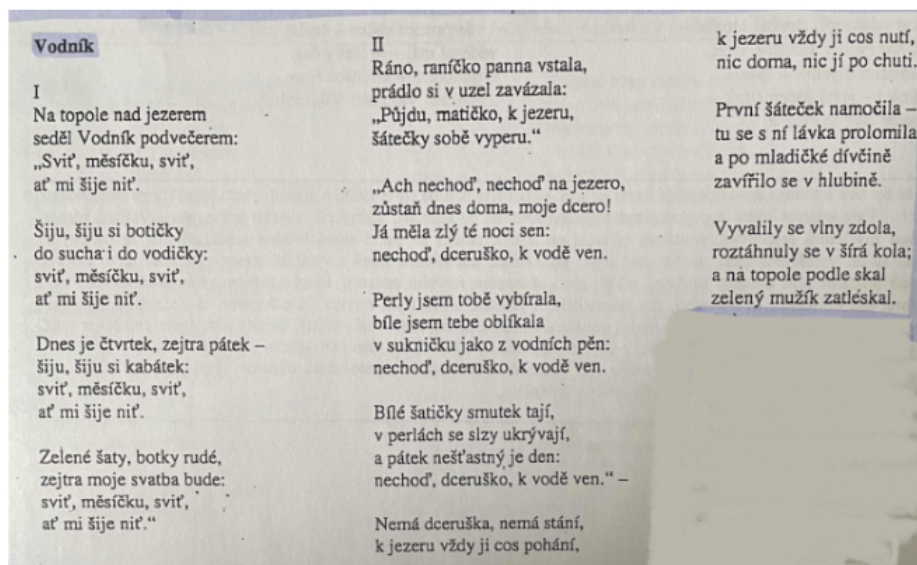 Vodník
I
Na topole nad jezerem
seděl Vodník podvečerem:
„Sviť, měsíčku, sviť,
ať mi šije niť.
Šiju, šiju si botičky
do sucha i do vodičky:
sviť, měsíčku, sviť,
ať mi šije niť.
Dnes je čtvrtek, zejtra pátek –
šiju, šiju si kabátek:
sviť, měsíčku, sviť,
ať mi šije niť.
Zelené šaty, botky rudé,
zejtra moje svatba bude:
sviť, měsíčku, sviť,
ať mi šije niť.“
II
Ráno, raníčko panna vstala,
prádlo si v uzel zavázala:
„Půjdu, matičko, k jezeru,
šátečky sobě vyperu.“
„Ach nechoď, nechoď na jezero,
zůstaň dnes doma, moje dcero!
Já měla zlý té noci sen:
nechoď, dceruško, k vodě ven.
Perly jsem tobě vybírala,
bíle jsem tebe oblíkala
v sukničku jako z vodních pěn:
nechoď, dceruško, k vodě ven.
Bílé šatičky smutek tají,
v perlách se slzy ukrývají,
a pátek nešťastný je den:
nechoď, dceruško, k vodě ven.“ –
Nemá dceruška, nemá stání,
k jezeru vždy ji cos pohání,
k jezeru vždy ji cos nutí,
nic doma, nic jí po chuti.
První šáteček namočila –
tu se s ní lávka prolomila
a po mladičké dívčině
zavířilo se v hlubině.
Vyvalily se vlny zdola,
roztáhnuly se v šírá kola;
a na topole podle skal
zelený mužík zatleskal.